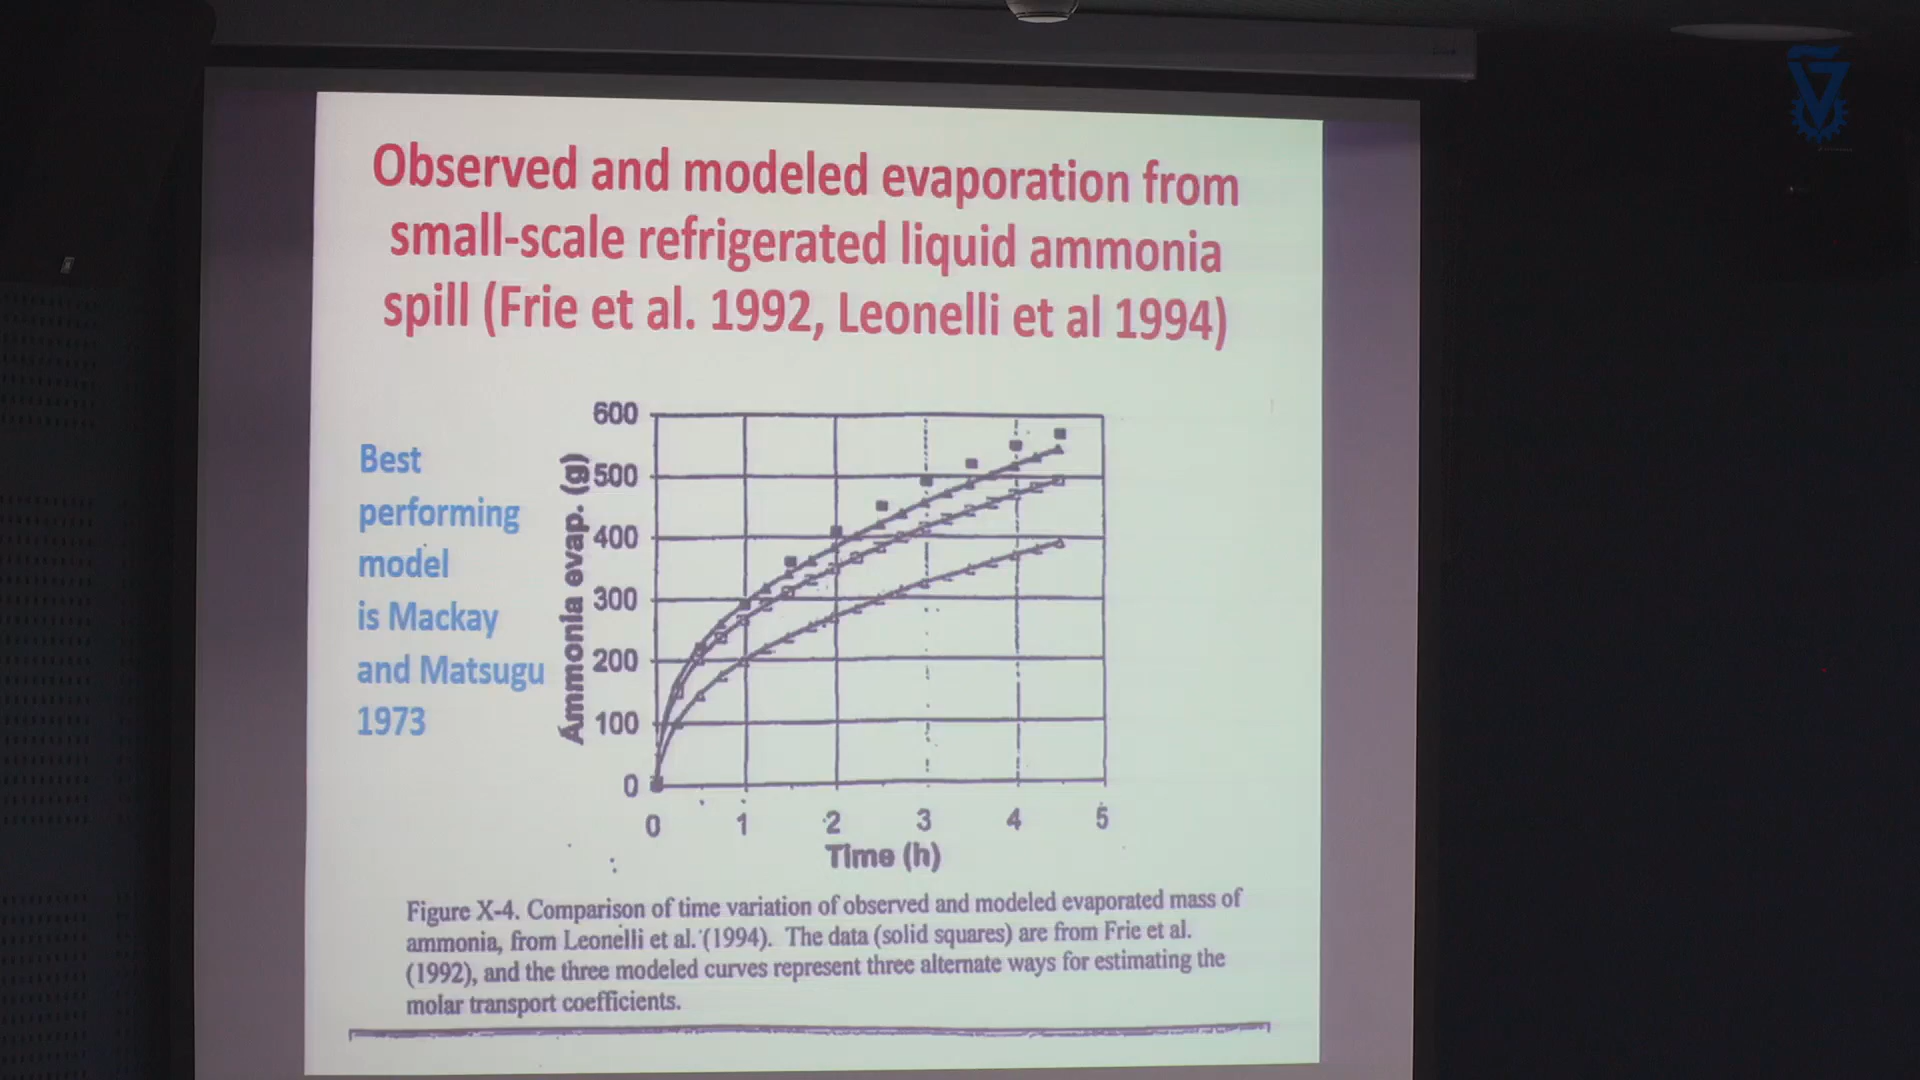 Observed and modeled evaporation from
small-scale refrigerated liquid ammonia
spill (Frie et al. 1992, Leonelli et al 1994)
Best
performing
model
is Mackay
and Matsugu
1973
Ammonia evap. (g)
600
500
400
300
200
100
0
0 1 2 3 4 5
Time (h)
Figure X-4. Comparison of time variation of observed and modeled evaporated mass of
ammonia, from Leonelli et al. (1994). The data (solid squares) are from Frie et al.
(1992), and the three modeled curves represent three alternate ways for estimating the
molar transport coefficients.